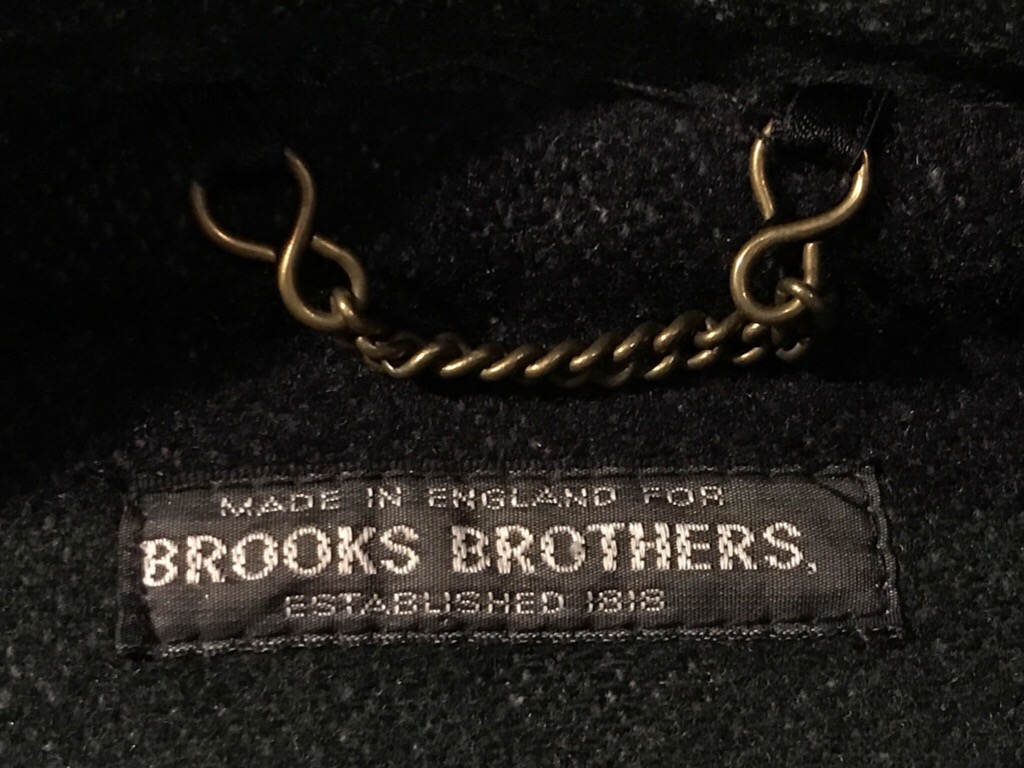 MADE IN ENGLAND FOR
BROOKS BROTHERS,
ESTABLISHED 1818